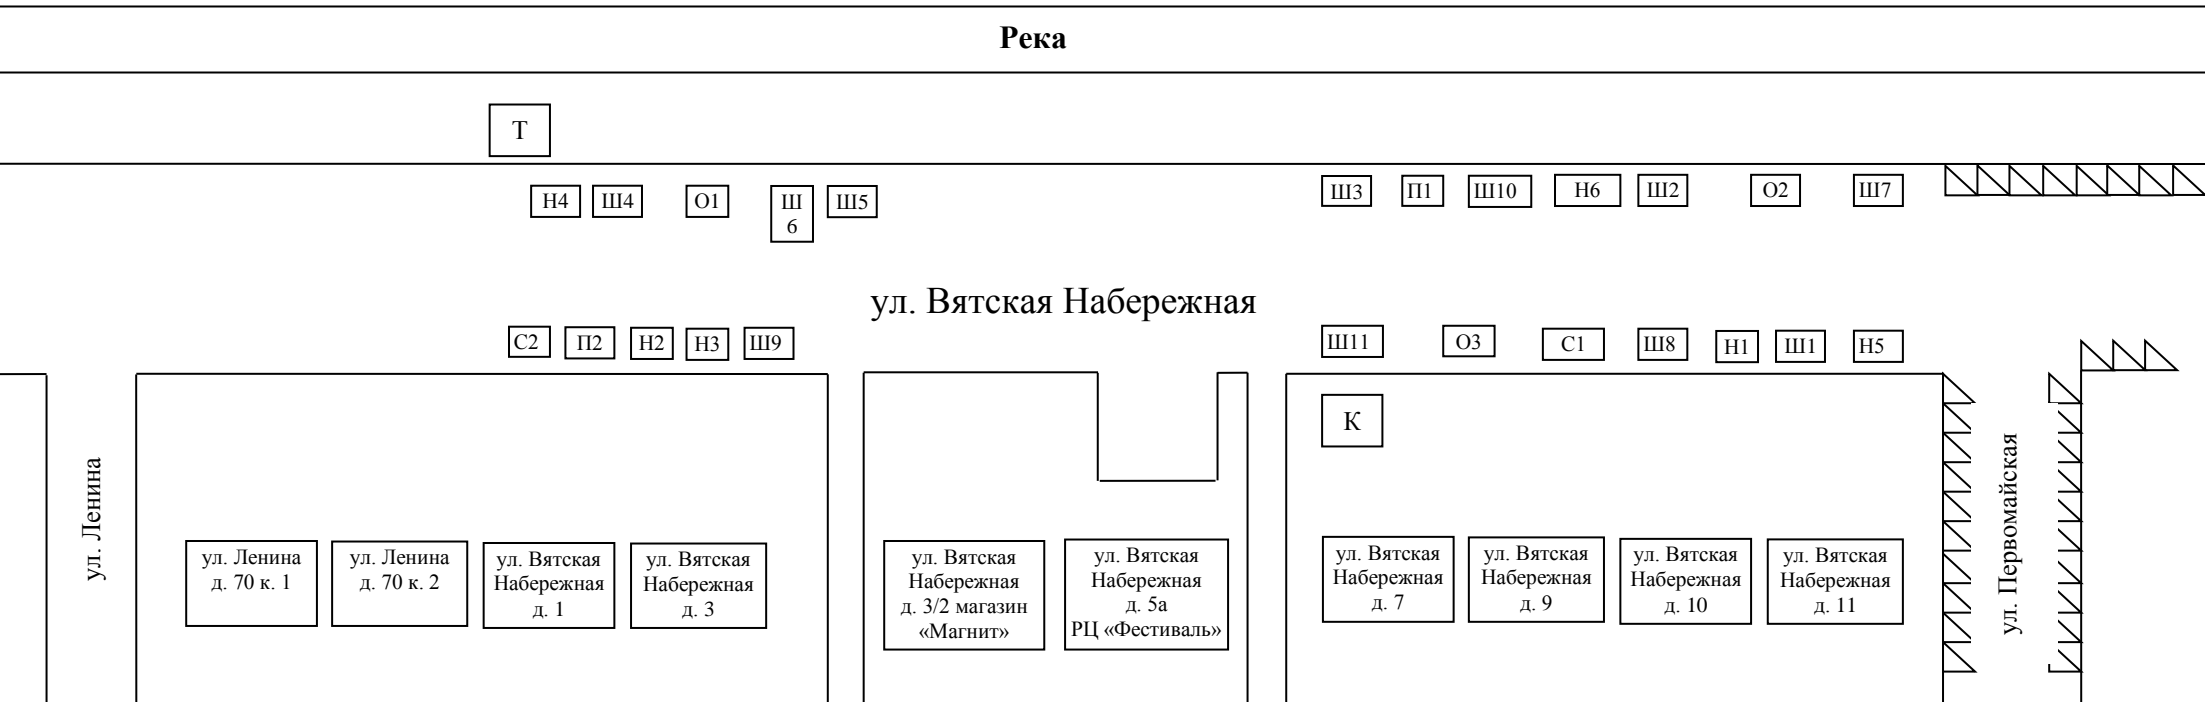 Река
Т
Н4
Ш4
О1
Ш
6
Ш5
Ш3
П1
Ш10
Н6
Ш2
О2
Ш7
ул. Вятская Набережная
С2
П2
Н2
Н3
Ш9
Ш11
О3
С1
Ш8
Н1
Ш1
Н5
К
ул. Ленина
ул. Ленина
д. 70 к. 1
ул. Ленина
д. 70 к. 2
ул. Вятская
Набережная
д. 1
ул. Вятская
Набережная
д. 3
ул. Вятская
Набережная
д. 3/2 магазин
«Магнит»
ул. Вятская
Набережная
д. 5а
РЦ «Фестиваль»
ул. Вятская
Набережная
д. 7
ул. Вятская
Набережная
д. 9
ул. Вятская
Набережная
д. 10
ул. Вятская
Набережная
д. 11
ул. Первомайская